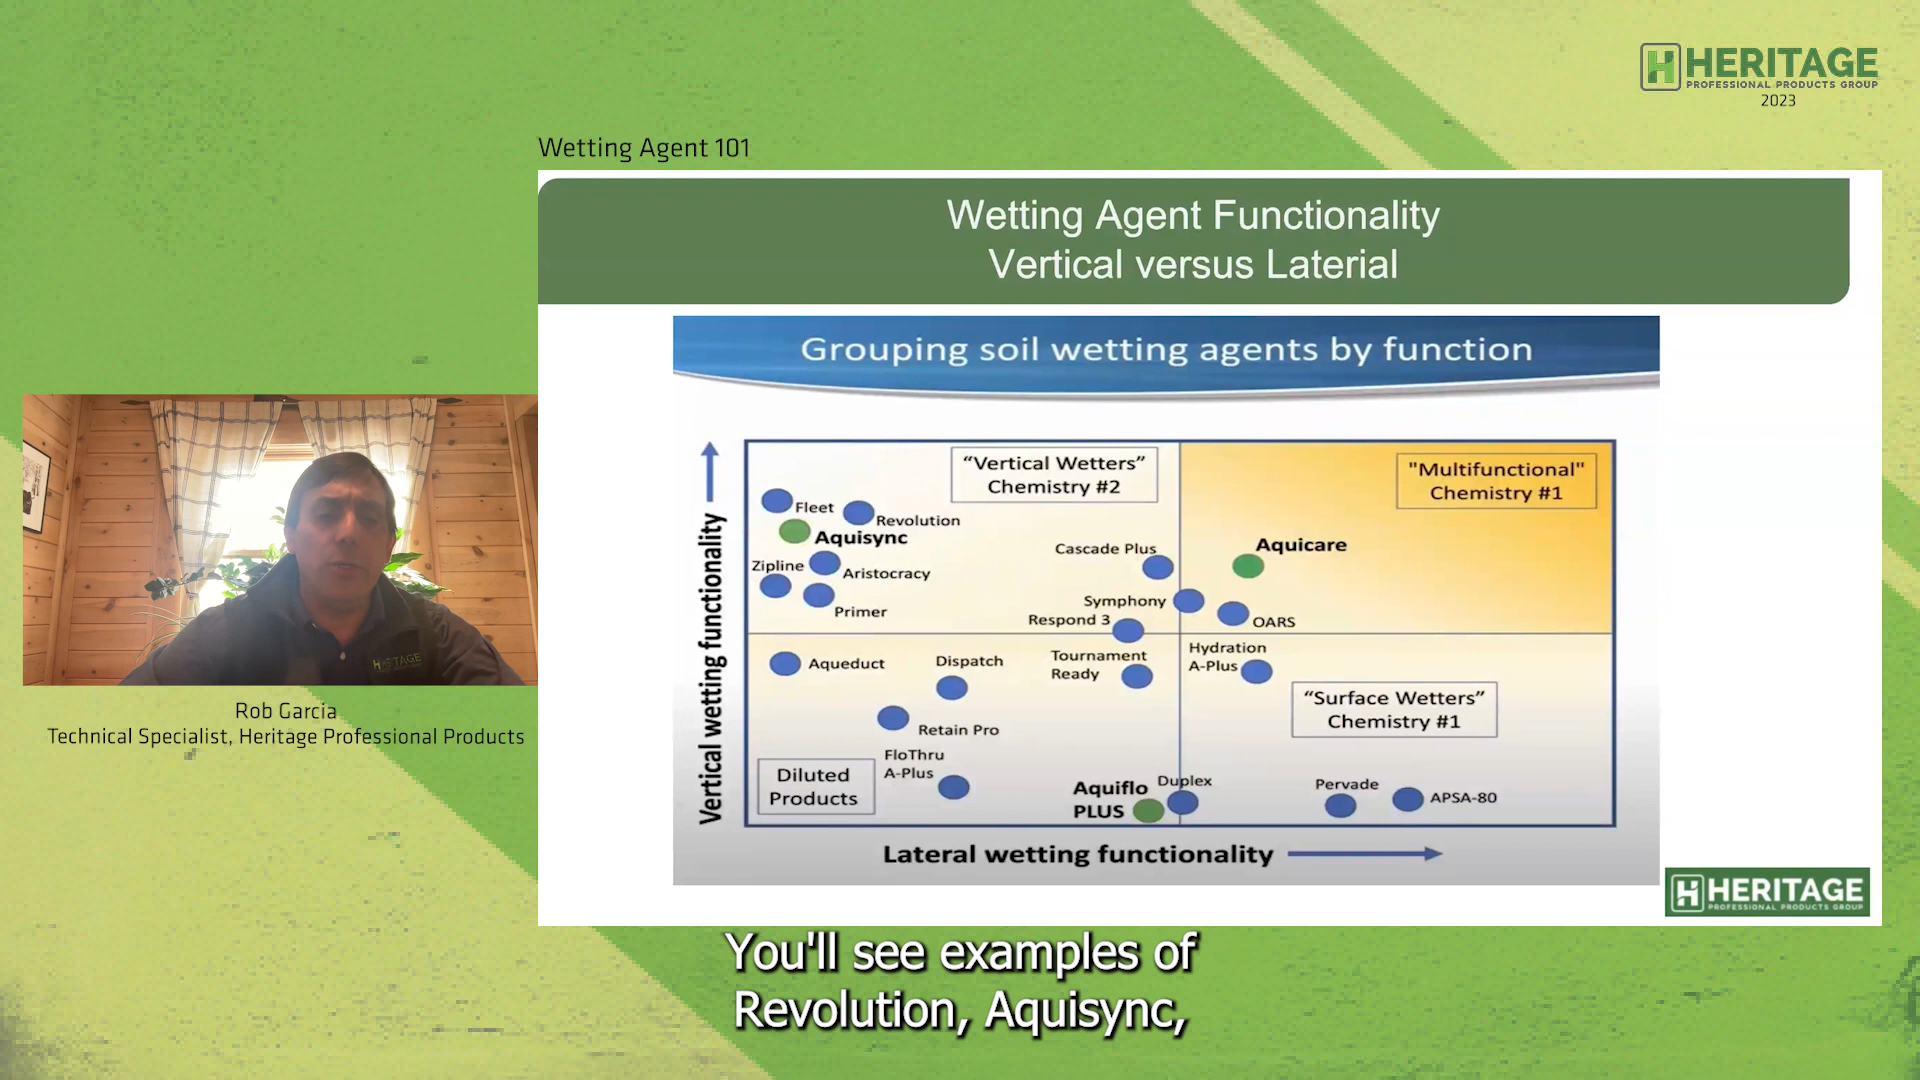 HERITAGE
PROFESSIONAL PRODUCTS GROUP
2023
Wetting Agent 101
Wetting Agent Functionality
Vertical versus Laterial
Grouping soil wetting agents by function
"Vertical Wetters"
Chemistry #2
"Multifunctional"
Chemistry #1
Fleet
Revolution
Aquisync
Zipline
Aristocracy
Primer
Cascade Plus
Aquicare
Symphony
Respond 3
OARS
Aqueduct
Dispatch
Tournament
Ready
Hydration
A-Plus
"Surface Wetters"
Chemistry #1
Retain Pro
FloThru
A-Plus
Diluted
Products
Aquiflo
PLUS
Duplex
Pervade
APSA-80
Vertical wetting functionality
Lateral wetting functionality
HERITAGE
PROFESSIONAL PRODUCTS GROUP
HERITAGE
Rob Garcia
Technical Specialist, Heritage Professional Products
You'll see examples of
Revolution, Aquisync,